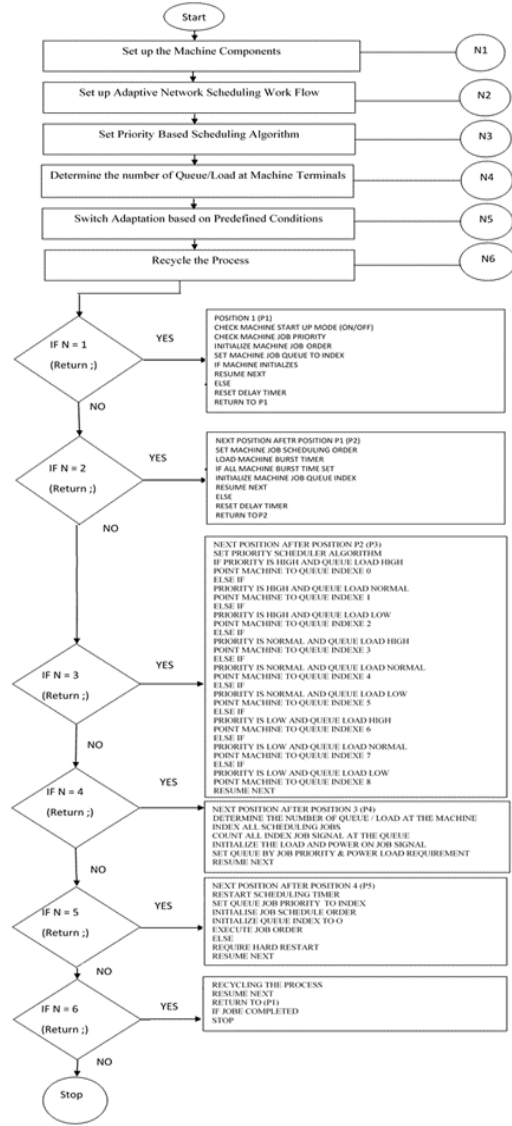 Start
Set up the Machine Components
N1
Set up Adaptive Network Scheduling Work Flow
N2
Set Priority Based Scheduling Algorithm
N3
Determine the number of Queue/Load at Machine Terminals
N4
Switch Adaptation based on Predefined Conditions
N5
Recycle the Process
N6
IF N = 1
(Return ;)
YES
NO
POSITION 1 (P1)
CHECK MACHINE START UP MODE (ON/OFF)
CHECK MACHINE JOB PRIORITY
INITIALIZE MACHINE JOB ORDER
SET MACHINE JOB QUEUE TO INDEX
IF MACHINE INITIALZES
RESUME NEXT
ELSE
RESET DELAY TIMER
RETURN TO P1
IF N = 2
(Return ;)
YES
NO
NEXT POSITION AFETR POSITION P1 (P2)
SET MACHINE JOB SCHEDULING ORDER
LOAD MACHINE BURST TIMER
IF ALL MACHINE BURST TIME SET
INITIALIZE MACHINE JOB QUEUE INDEX
RESUME NEXT
ELSE
RESET DELAY TIMER
RETURN TO P2
IF N = 3
(Return ;)
YES
NO
NEXT POSITION AFTER POSITION P2 (P3)
SET PRIORITY SCHEDULER ALGORITHM
IF PRIORITY IS HIGH AND QUEUE LOAD HIGH
POINT MACHINE TO QUEUE INDEXE 0
ELSE IF
PRIORITY IS HIGH AND QUEUE LOAD NORMAL
POINT MACHINE TO QUEUE INDEXE 1
ELSE IF
PRIORITY IS HIGH AND QUEUE LOAD LOW
POINT MACHINE TO QUEUE INDEXE 2
ELSE IF
PRIORITY IS NORMAL AND QUEUE LOAD HIGH
POINT MACHINE TO QUEUE INDEXE 3
ELSE IF
PRIORITY IS NORMAL AND QUEUE LOAD NORMAL
POINT MACHINE TO QUEUE INDEXE 4
ELSE IF
PRIORITY IS NORMAL AND QUEUE LOAD LOW
POINT MACHINE TO QUEUE INDEXE 5
ELSE IF
PRIORITY IS LOW AND QUEUE LOAD HIGH
POINT MACHINE TO QUEUE INDEXE 6
ELSE IF
PRIORITY IS LOW AND QUEUE LOAD NORMAL
POINT MACHINE TO QUEUE INDEXE 7
ELSE IF
PRIORITY IS LOW AND QUEUE LOAD LOW
POINT MACHINE TO QUEUE INDEXE 8
RESUME NEXT
IF N = 4
(Return ;)
YES
NO
NEXT POSITION AFTER POSITION 3 (P4)
DETERMINE THE NUMBER OF QUEUE / LOAD AT THE MACHINE
INDEX ALL SCHEDULING JOBS
COUNT ALL INDEX JOB SIGNAL AT THE QUEUE
INITIALIZE THE LOAD AND POWER ON JOB SIGNAL
SET QUEUE BY JOB PRIORITY & POWER LOAD REQUIREMENT
RESUME NEXT
IF N = 5
(Return ;)
YES
NO
NEXT POSITION AFTER POSITION 4 (P5)
RESTART SCHEDULING TIMER
SET QUEUE JOB PRIORITY TO INDEX
INITIALISE JOB SCHEDULE ORDER
INITIALIZE QUEUE INDEX TO O
EXECUTE JOB ORDER
ELSE
REQUIRE HARD RESTART
RESUME NEXT
IF N = 6
(Return ;)
YES
NO
RECYCLING THE PROCESS
RESUME NEXT
RETURN TO (P1)
IF JOBE COMPLETED
STOP
Stop